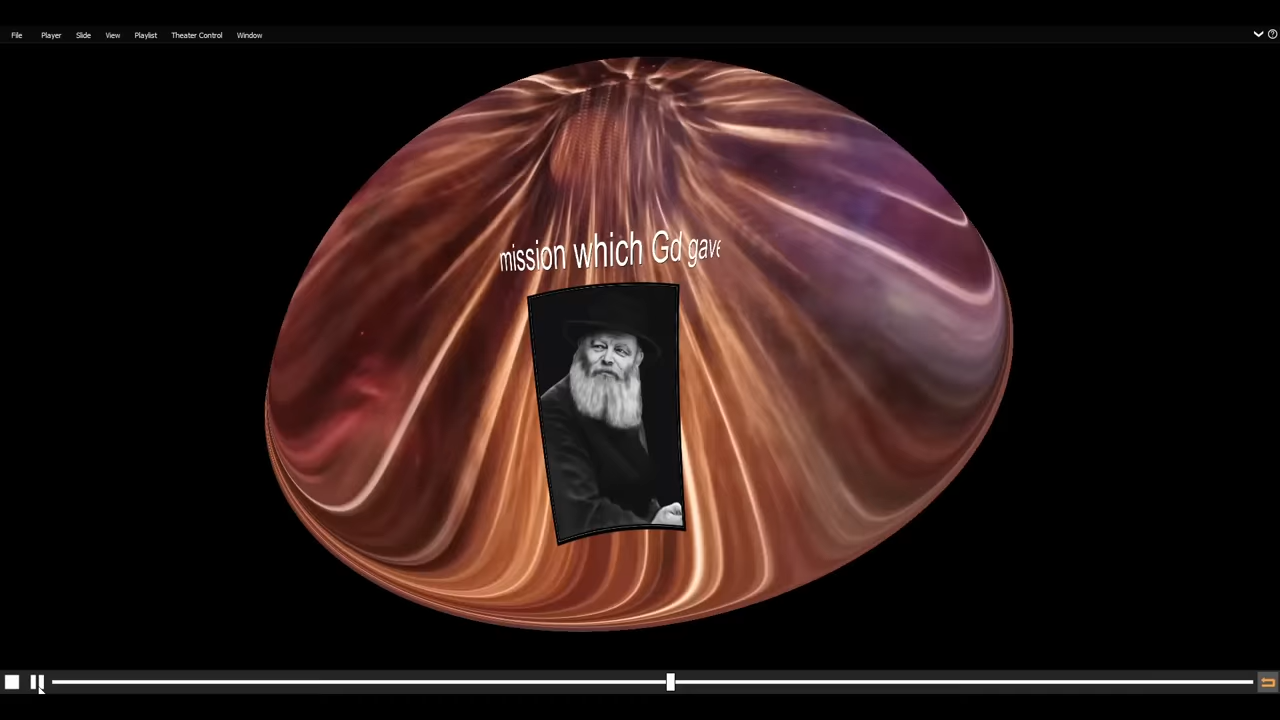 File Player Slide View Playlist Theater Control Window
mission which Gd gave